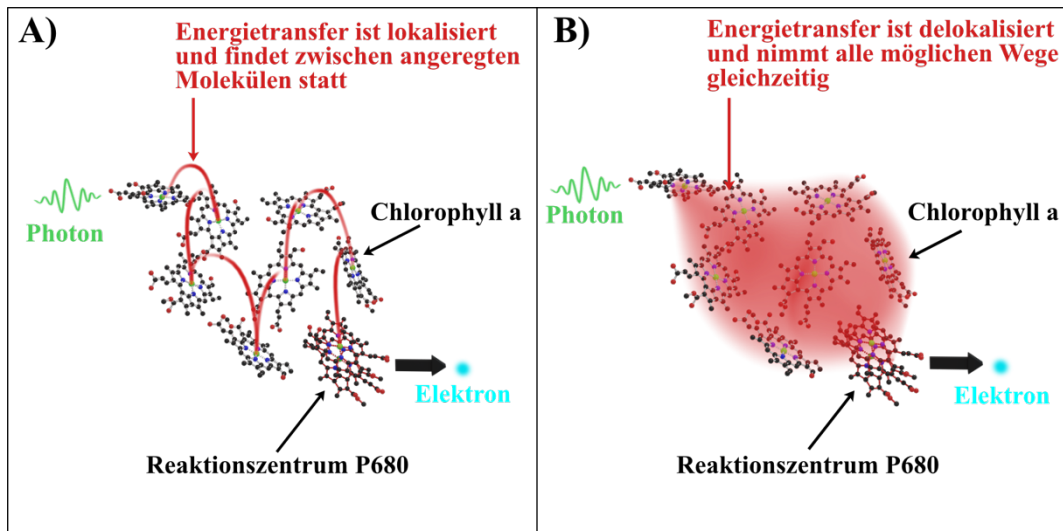 A)
Energietransfer ist lokalisiert
und findet zwischen angeregten
Molekülen statt
Photon
Chlorophyll a
Elektron
Reaktionszentrum P680
B)
Energietransfer ist delokalisiert
und nimmt alle möglichen Wege
gleichzeitig
Photon
Chlorophyll a
Elektron
Reaktionszentrum P680